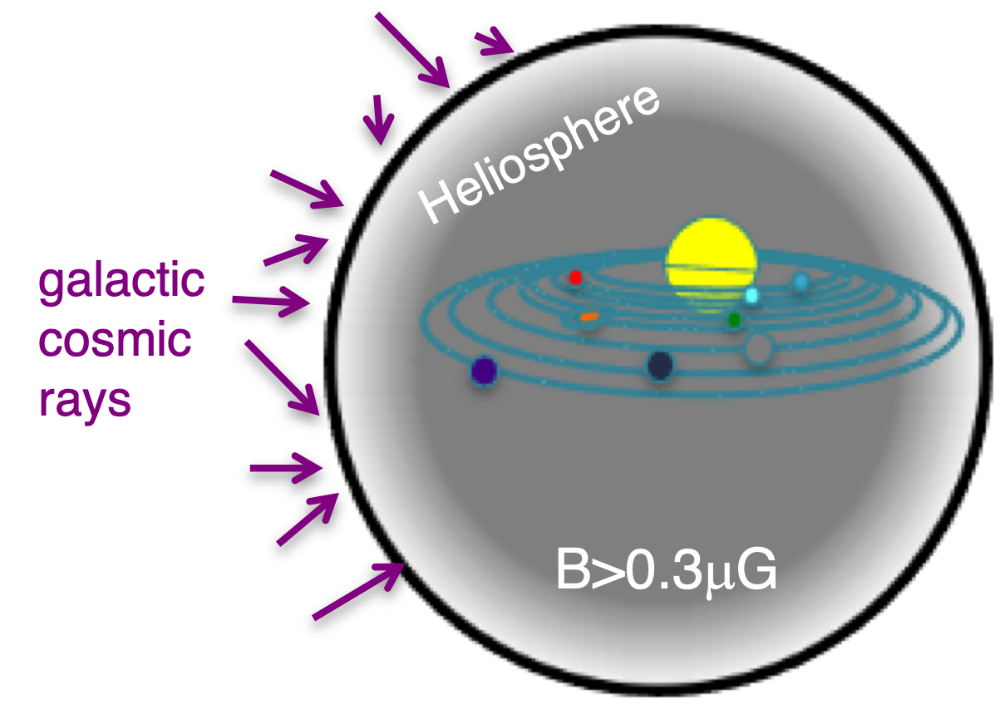 Heliosphere
galactic
cosmic
rays
B>0.3μG